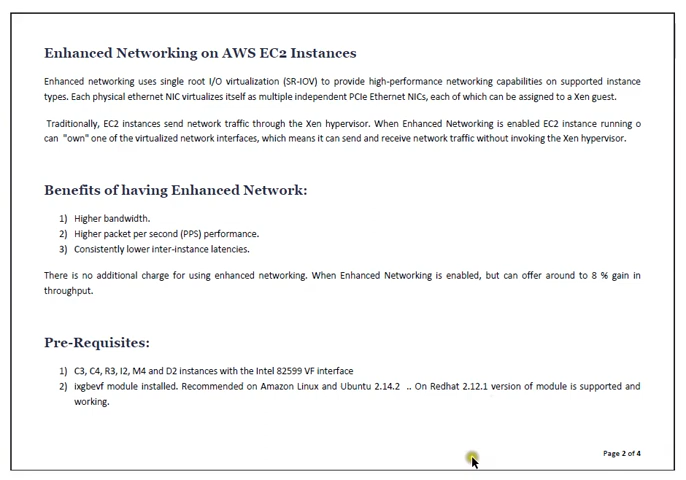 Enhanced Networking on AWS EC2 Instances
Enhanced networking uses single root I/O virtualization (SR-IOV) to provide high-performance networking capabilities on supported instance
types. Each physical ethernet NIC virtualizes itself as multiple independent PCIe Ethernet NICs, each of which can be assigned to a Xen guest.
Traditionally, EC2 instances send network traffic through the Xen hypervisor. When Enhanced Networking is enabled EC2 instance running o
can "own" one of the virtualized network interfaces, which means it can send and receive network traffic without invoking the Xen hypervisor.
Benefits of having Enhanced Network:
1) Higher bandwidth.
2) Higher packet per second (PPS) performance.
3) Consistently lower inter-instance latencies.
There is no additional charge for using enhanced networking. When Enhanced Networking is enabled, but can offer around to 8 % gain in
throughput.
Pre-Requisites:
1) C3, C4, R3, I2, M4 and D2 instances with the Intel 82599 VF interface
2) ixgbevf module installed. Recommended on Amazon Linux and Ubuntu 2.14.2 .. On Redhat 2.12.1 version of module is supported and
working.
Page 2 of 4